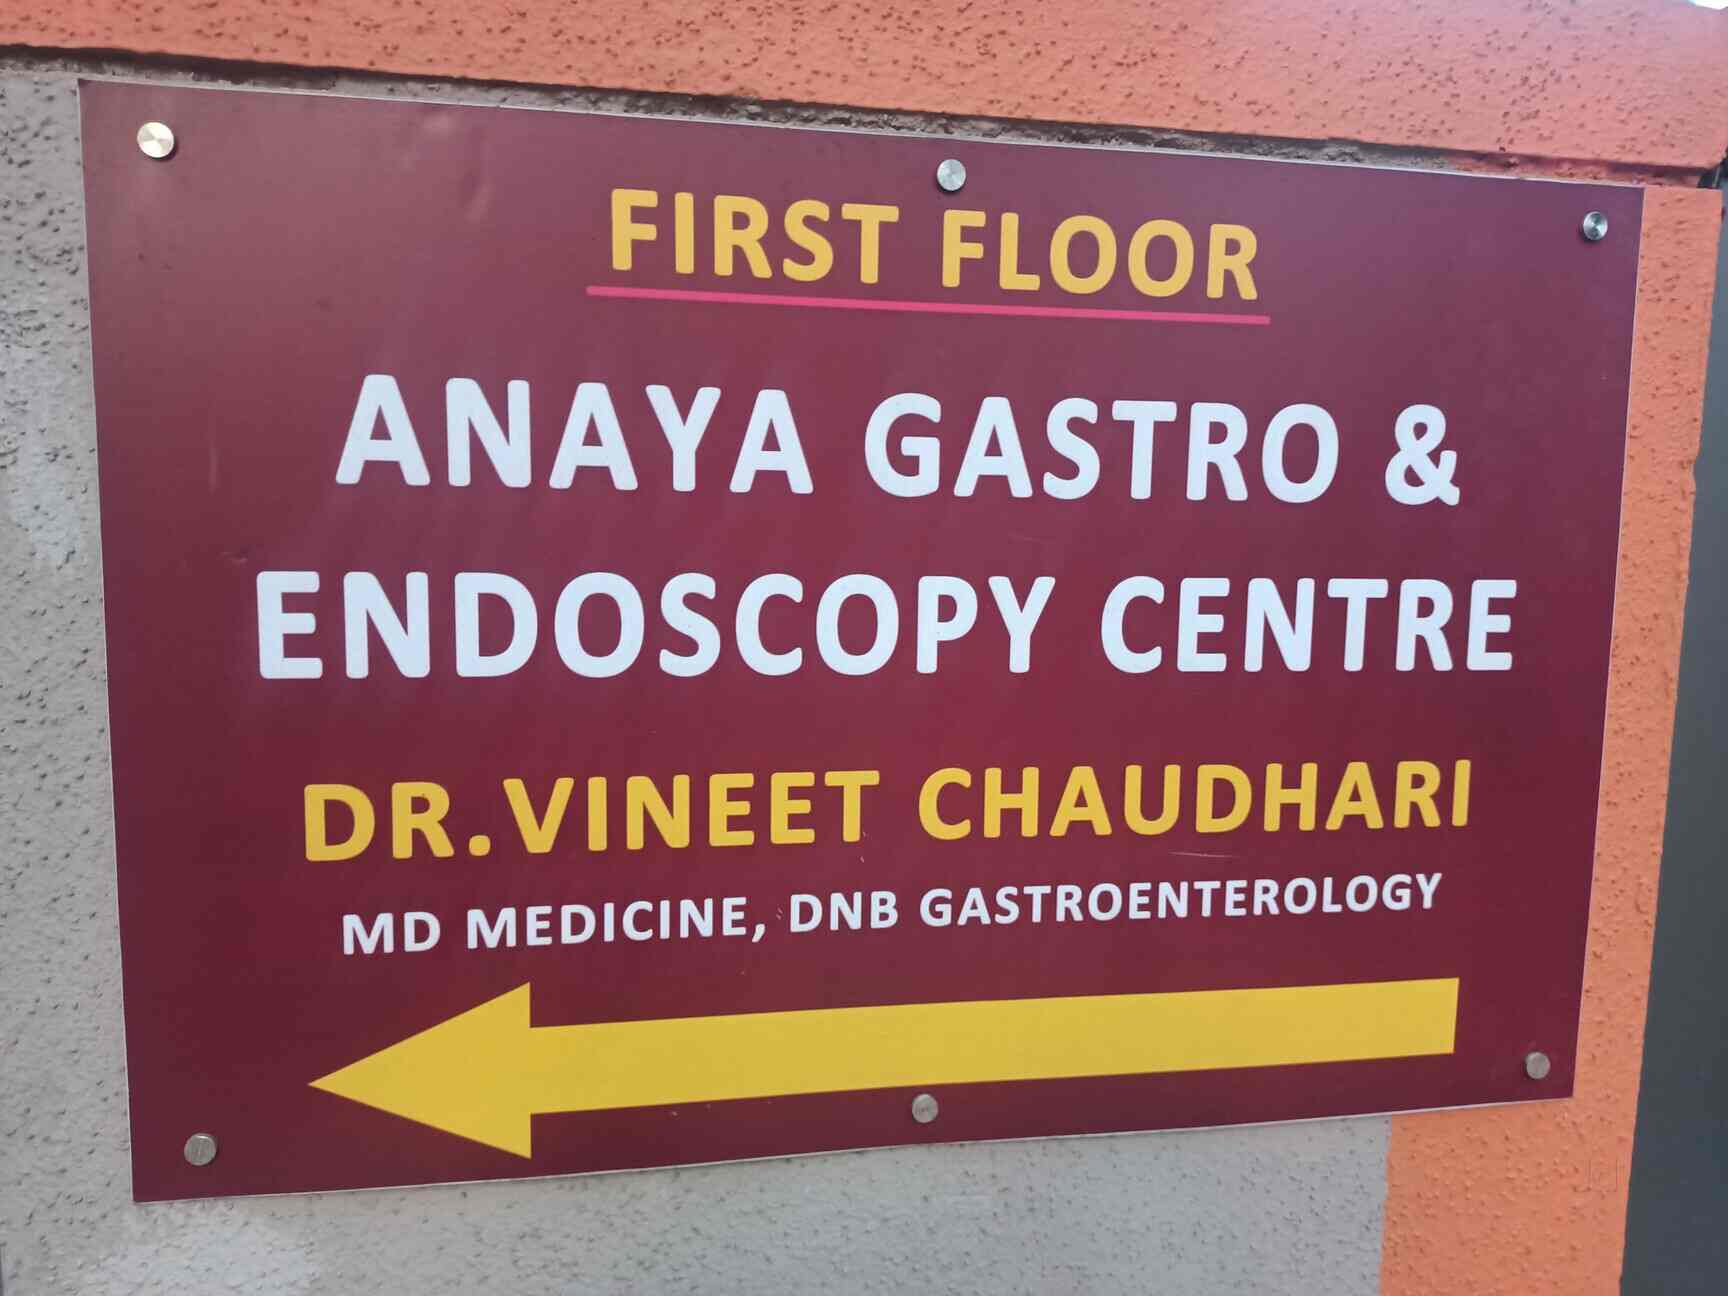 FIRST FLOOR
ANAYA GASTRO &
ENDOSCOPY CENTRE
DR.VINEET CHAUDHARI
MD MEDICINE, DNB GASTROENTEROLOGY